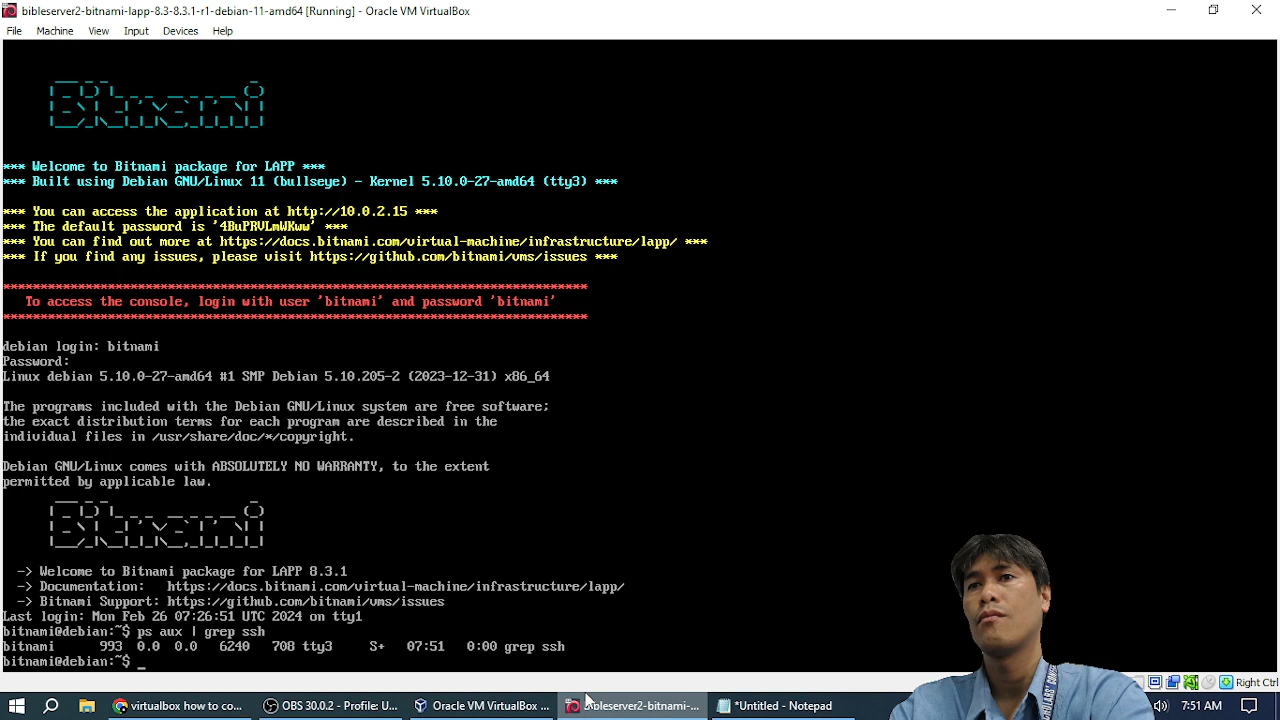 bibleserver2-bitnami-lapp-8.3-8.3.1-r1-debian-11-amd64 [Running] - Oracle VM VirtualBox
File Machine View Input Devices Help
Bitnami
*** Welcome to Bitnami package for LAPP ***
*** Built using Debian GNU/Linux 11 (bullseye) - Kernel 5.10.0-27-amd64 (tty3) ***
*** You can access the application at http://10.0.2.15 ***
*** The default password is '4BuPRVLmWKww' ***
*** You can find out more at https://docs.bitnami.com/virtual-machine/infrastructure/lapp/ ***
*** If you find any issues, please visit https://github.com/bitnami/vms/issues ***
******************************************************************************
To access the console, login with user 'bitnami' and password 'bitnami'
******************************************************************************
debian login: bitnami
Password:
Linux debian 5.10.0-27-amd64 #1 SMP Debian 5.10.205-2 (2023-12-31) x86_64
The programs included with the Debian GNU/Linux system are free software;
the exact distribution terms for each program are described in the
individual files in /usr/share/doc/*/copyright.
Debian GNU/Linux comes with ABSOLUTELY NO WARRANTY, to the extent
permitted by applicable law.
Bitnami
-> Welcome to Bitnami package for LAPP 8.3.1
-> Documentation: https://docs.bitnami.com/virtual-machine/infrastructure/lapp/
-> Bitnami Support: https://github.com/bitnami/vms/issues
Last login: Mon Feb 26 07:26:51 UTC 2024 on tty1
bitnami@debian:~$ ps aux | grep ssh
bitnami 993 0.0 0.0 6240 708 tty3 S+ 07:51 0:00 grep ssh
bitnami@debian:~$ _
Right Ctrl
virtualbox how to co... OBS 30.0.2 - Profile: U... Oracle VM VirtualBox ... bleserver2-bitnami-... *Untitled - Notepad 7:51 AM